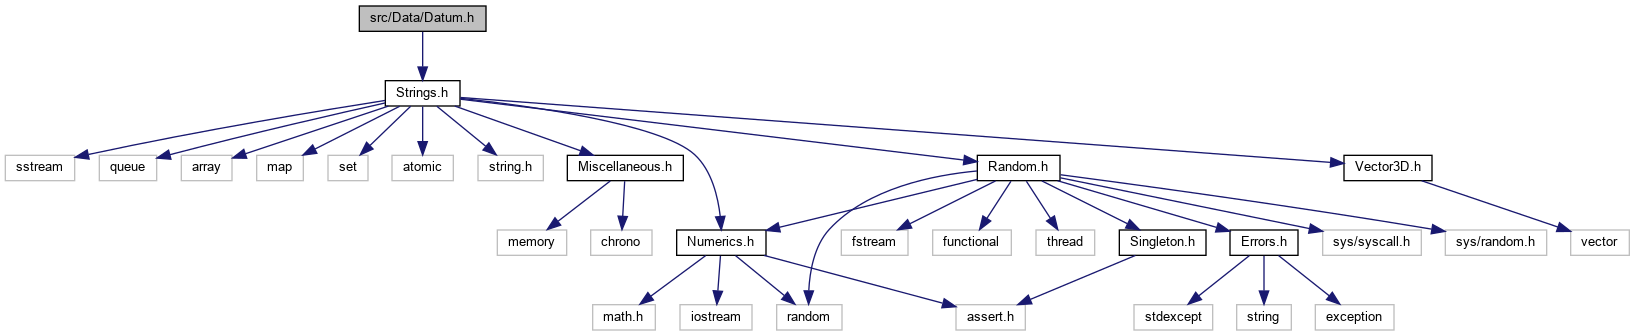 src/Data/Datum.h
Strings.h
sstream
queue
array
map
set
atomic
string.h
Miscellaneous.h
Random.h
Vector3D.h
memory
chrono
Numerics.h
fstream
functional
thread
Singleton.h
Errors.h
sys/syscall.h
sys/random.h
vector
math.h
iostream
random
assert.h
stdexcept
string
exception